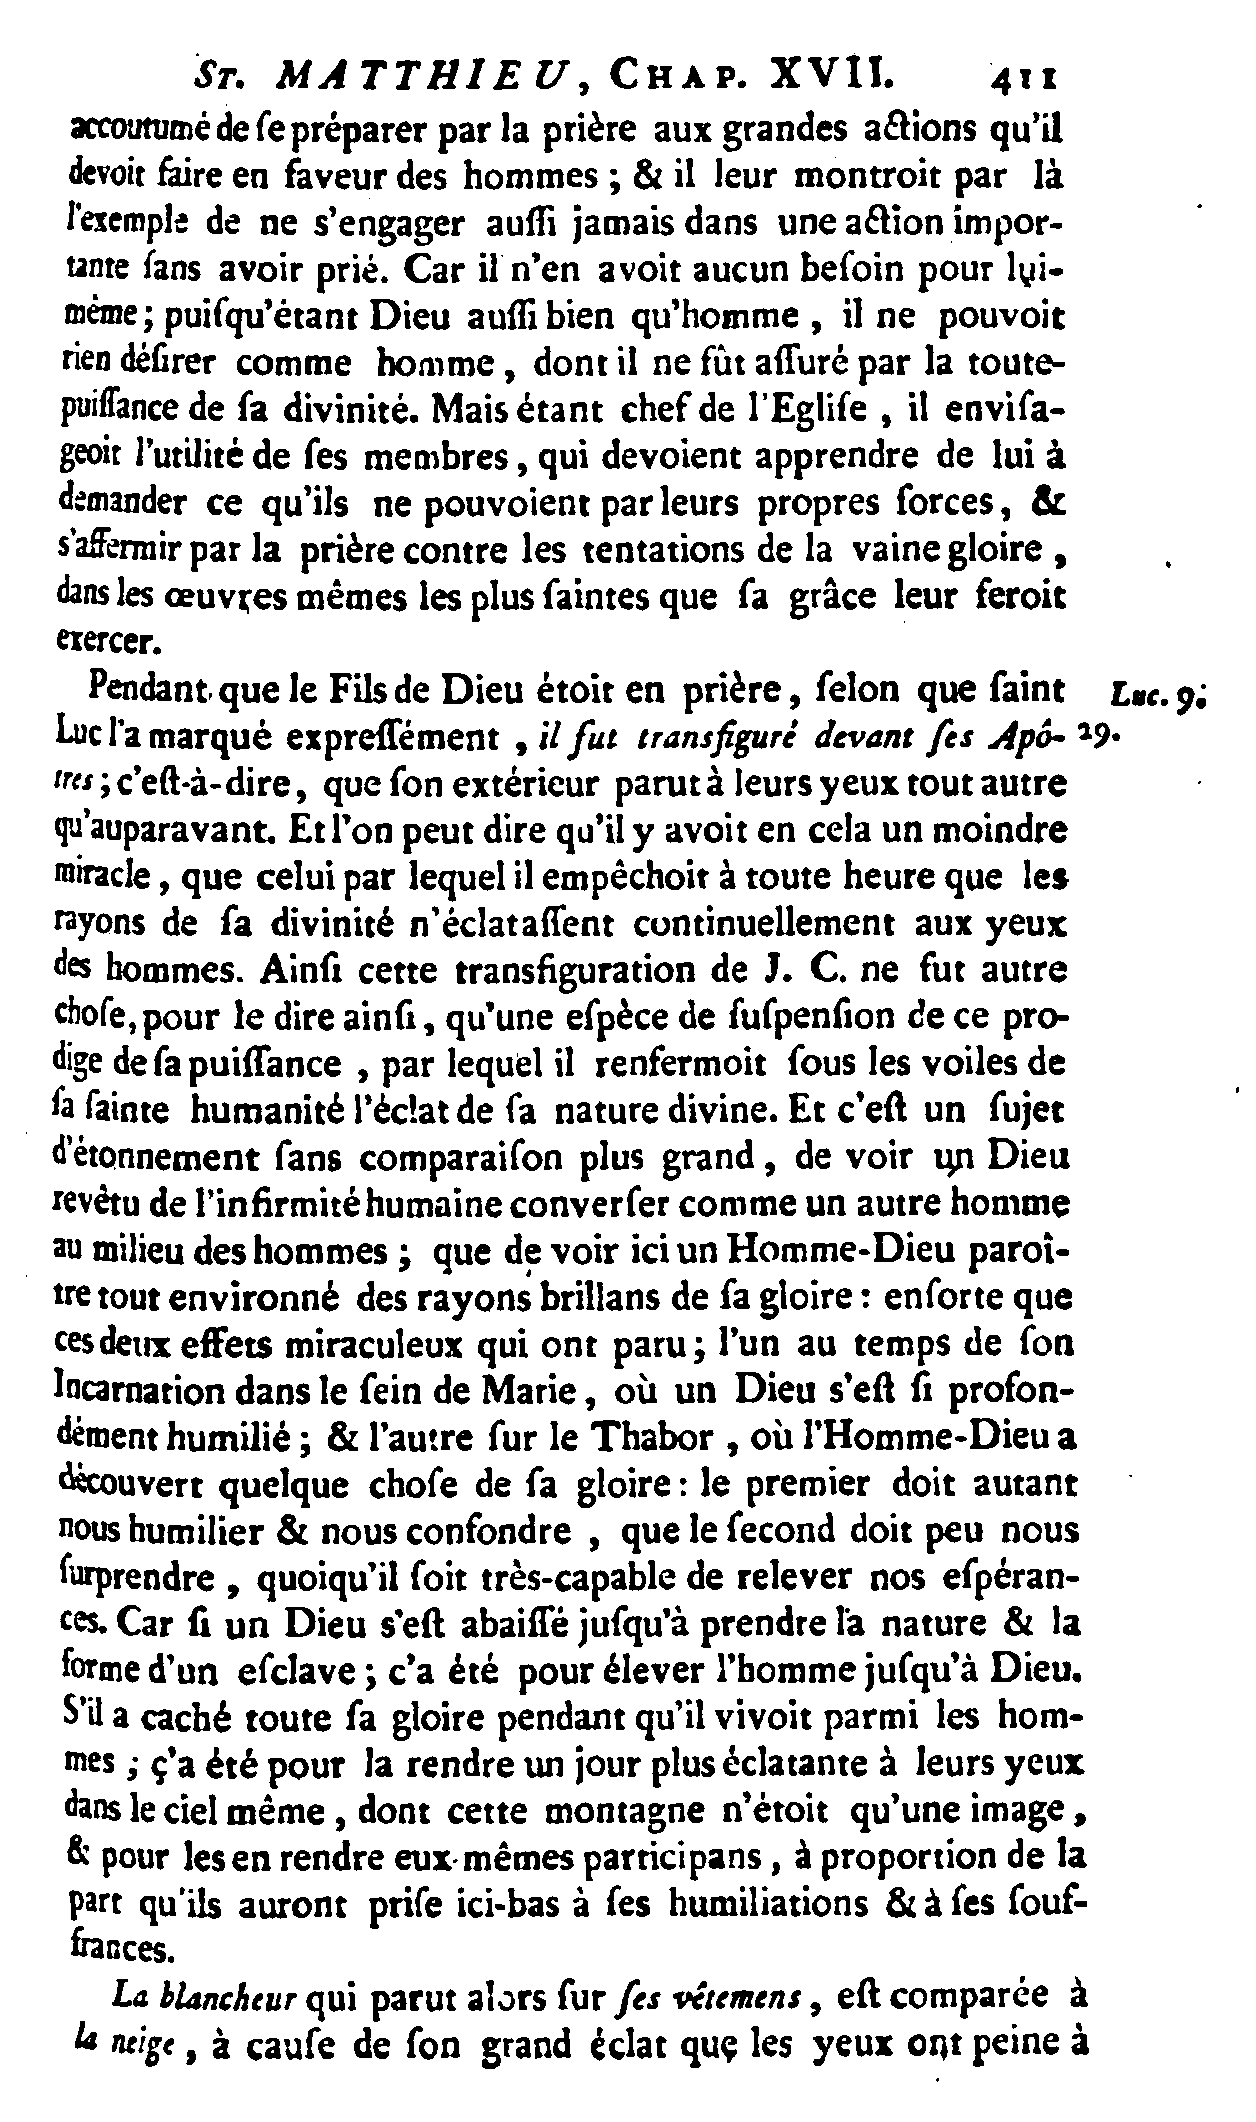 St. MATTHIEU, Chap. XVII. 411
accoutumé de ſe préparer par la prière aux grandes actions qu'il
devoit faire en faveur des hommes ; & il leur montroit par là
l'exemple de ne s'engager auſſi jamais dans une action impor-
tante ſans avoir prié. Car il n'en avoit aucun beſoin pour lui-
même ; puiſqu'étant Dieu auſſi bien qu'homme , il ne pouvoit
rien déſirer comme homme , dont il ne fût aſſuré par la toute-
puiſſance de ſa divinité. Mais étant chef de l'Egliſe , il enviſa-
geoit l'utilité de ſes membres , qui devoient apprendre de lui à
demander ce qu'ils ne pouvoient par leurs propres forces , &
s'affermir par la prière contre les tentations de la vaine gloire ,
dans les œuvres mêmes les plus ſaintes que ſa grâce leur feroit
exercer.
Pendant que le Fils de Dieu étoit en prière , ſelon que ſaint Luc. 9.
Luc l'a marqué expreſſément , il fut transfiguré devant ſes Apô- 29.
tres ; c'eſt-à-dire , que ſon extérieur parut à leurs yeux tout autre
qu'auparavant. Et l'on peut dire qu'il y avoit en cela un moindre
miracle , que celui par lequel il empêchoit à toute heure que les
rayons de ſa divinité n'éclataſſent continuellement aux yeux
des hommes. Ainſi cette transfiguration de J. C. ne fut autre
choſe, pour le dire ainſi , qu'une eſpèce de ſuſpenſion de ce pro-
dige de ſa puiſſance , par lequel il renfermoit ſous les voiles de
ſa ſainte humanité l'éclat de ſa nature divine. Et c'eſt un ſujet
d'étonnement ſans comparaiſon plus grand , de voir un Dieu
revêtu de l'infirmité humaine converſer comme un autre homme
au milieu des hommes ; que de voir ici un Homme-Dieu paroî-
tre tout environné des rayons brillans de ſa gloire : enſorte que
ces deux effets miraculeux qui ont paru ; l'un au temps de ſon
Incarnation dans le ſein de Marie , où un Dieu s'eſt ſi profon-
dément humilié ; & l'autre ſur le Thabor , où l'Homme-Dieu a
découvert quelque choſe de ſa gloire : le premier doit autant
nous humilier & nous confondre , que le ſecond doit peu nous
ſurprendre , quoiqu'il ſoit très-capable de relever nos eſpéran-
ces. Car ſi un Dieu s'eſt abaiſſé juſqu'à prendre la nature & la
forme d'un eſclave ; c'a été pour élever l'homme juſqu'à Dieu.
S'il a caché toute ſa gloire pendant qu'il vivoit parmi les hom-
mes ; ç'a été pour la rendre un jour plus éclatante à leurs yeux
dans le ciel même , dont cette montagne n'étoit qu'une image ,
& pour les en rendre eux-mêmes participans , à proportion de la
part qu'ils auront priſe ici-bas à ſes humiliations & à ſes ſouf-
frances.
La blancheur qui parut alors ſur ſes vêtemens , eſt comparée à
la neige , à cauſe de ſon grand éclat que les yeux ont peine à